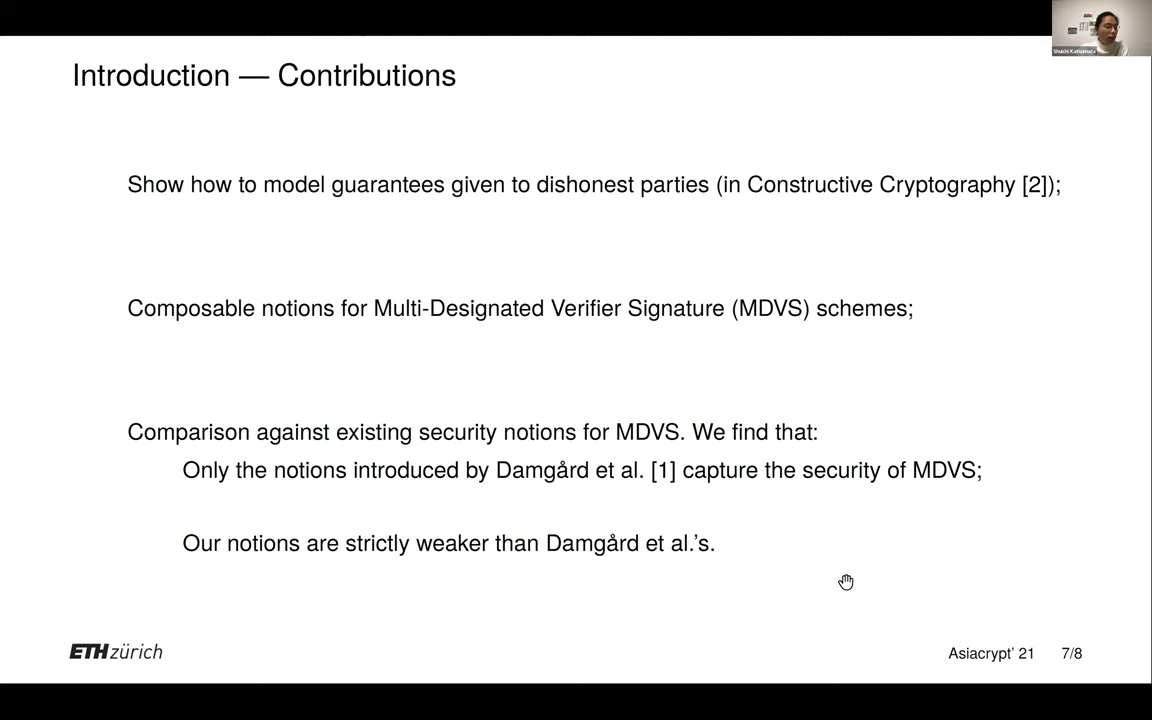 Shuichi Katsumata
Introduction — Contributions
Show how to model guarantees given to dishonest parties (in Constructive Cryptography [2]);
Composable notions for Multi-Designated Verifier Signature (MDVS) schemes;
Comparison against existing security notions for MDVS. We find that:
Only the notions introduced by Damgård et al. [1] capture the security of MDVS;
Our notions are strictly weaker than Damgård et al.'s.
ETH zürich
Asiacrypt' 21 7/8